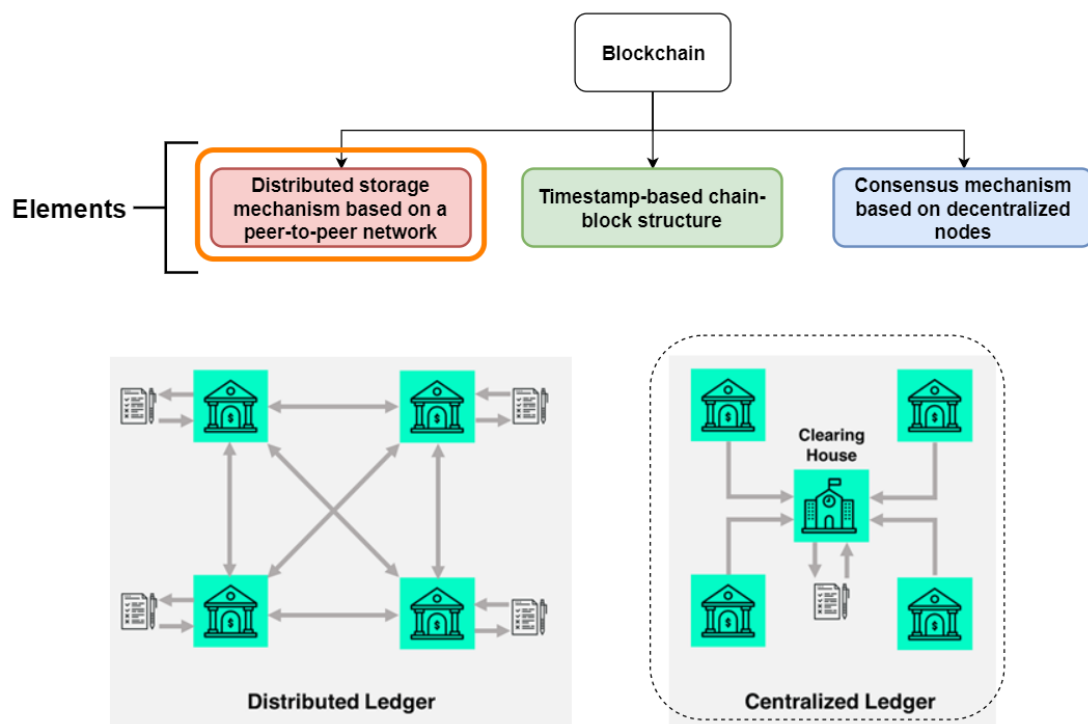 Blockchain
Elements
Distributed storage
mechanism based on a
peer-to-peer network
Timestamp-based chain-
block structure
Consensus mechanism
based on decentralized
nodes
Clearing
House
Distributed Ledger
Centralized Ledger